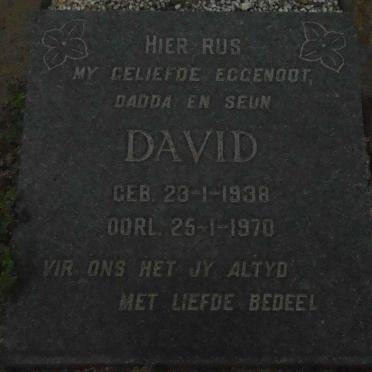 HIER RUS
MY GELIEFDE EGGENOOT,
DADDA EN SEUN
DAVID
GEB. 23-1-1938
OORL. 25-1-1970
VIR ONS HET JY ALTYD
MET LIEFDE BEDEEL